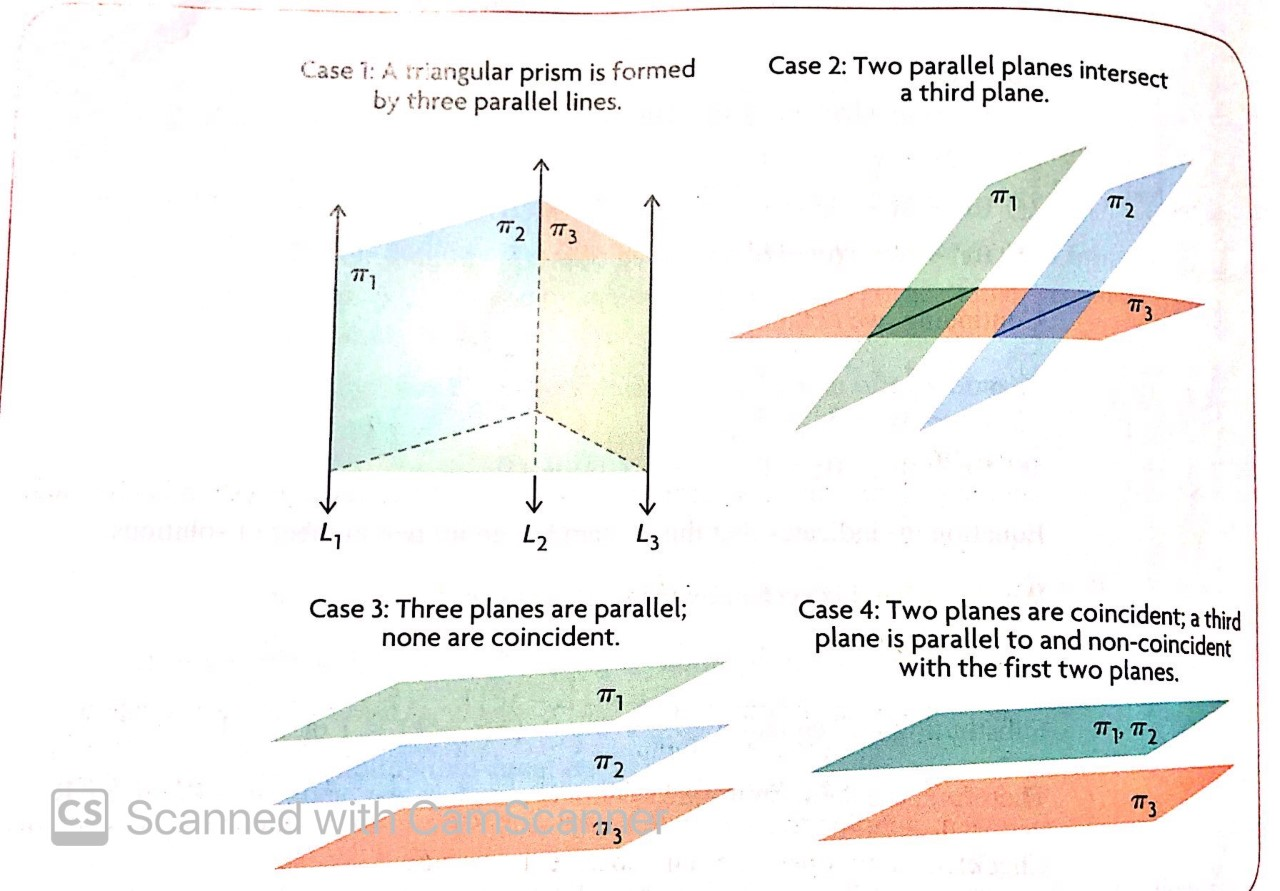 Case 1: A triangular prism is formed
by three parallel lines.
Case 2: Two parallel planes intersect
a third plane.
π1
π2
π3
L1
L2
L3
π1
π2
π3
Case 3: Three planes are parallel;
none are coincident.
π1
π2
π3
Case 4: Two planes are coincident; a third
plane is parallel to and non-coincident
with the first two planes.
π1, π2
π3
CS Scanned with CamScanner